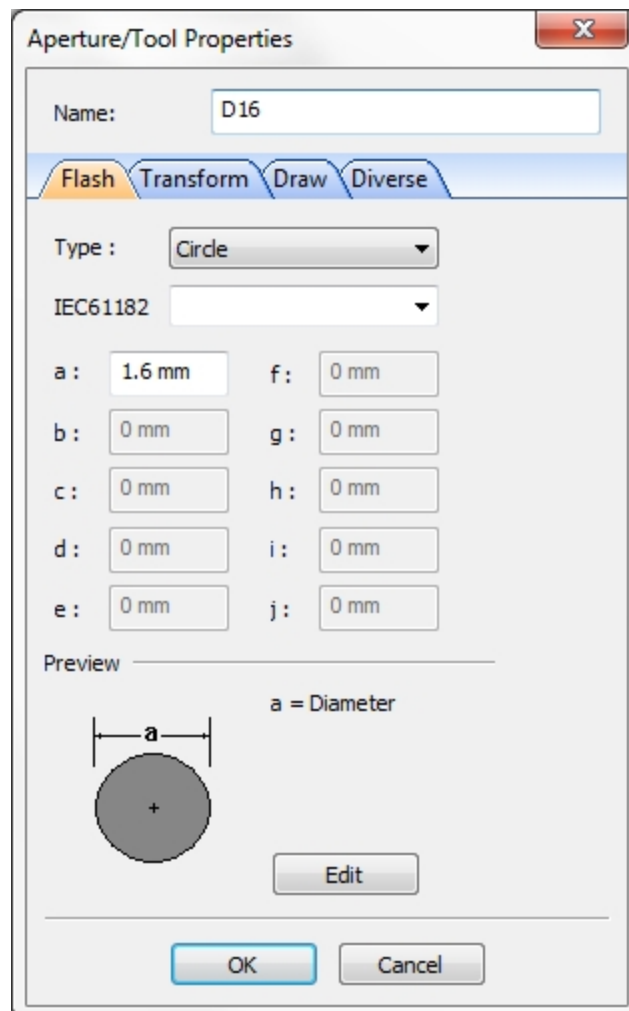 Aperture/Tool Properties
Name: D16
Flash Transform Draw Diverse
Type : Circle
IEC61182
a : 1.6 mm f : 0 mm
b : 0 mm g : 0 mm
c : 0 mm h : 0 mm
d : 0 mm i : 0 mm
e : 0 mm j : 0 mm
Preview
a = Diameter
a
Edit
OK Cancel